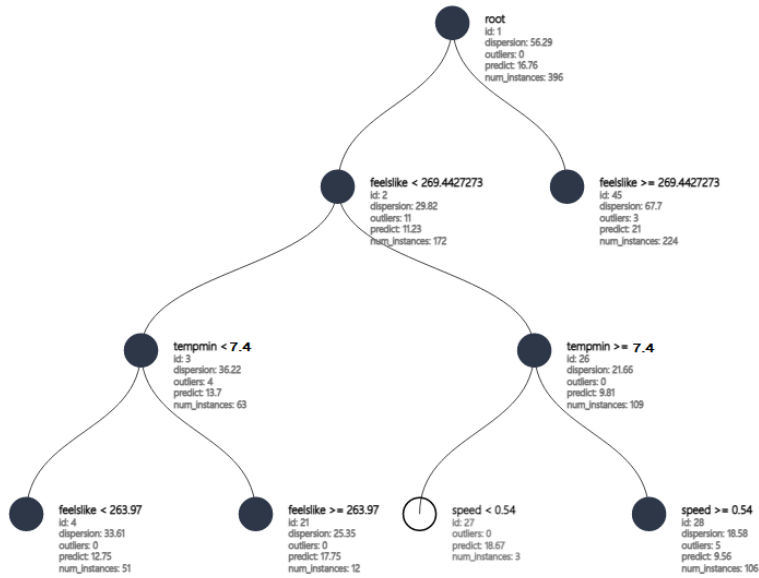 root
id: 1
dispersion: 56.29
outliers: 0
predict: 16.76
num_instances: 396
feelslike < 269.4427273
id: 2
dispersion: 29.82
outliers: 11
predict: 11.23
num_instances: 172
feelslike >= 269.4427273
id: 45
dispersion: 67.7
outliers: 3
predict: 21
num_instances: 224
tempmin < 7.4
id: 3
dispersion: 36.22
outliers: 4
predict: 13.7
num_instances: 63
tempmin >= 7.4
id: 26
dispersion: 21.66
outliers: 0
predict: 9.81
num_instances: 109
feelslike < 263.97
id: 4
dispersion: 33.61
outliers: 0
predict: 12.75
num_instances: 51
feelslike >= 263.97
id: 21
dispersion: 25.35
outliers: 0
predict: 17.75
num_instances: 12
speed < 0.54
id: 27
outliers: 0
predict: 18.67
num_instances: 3
speed >= 0.54
id: 28
dispersion: 18.58
outliers: 5
predict: 9.56
num_instances: 106